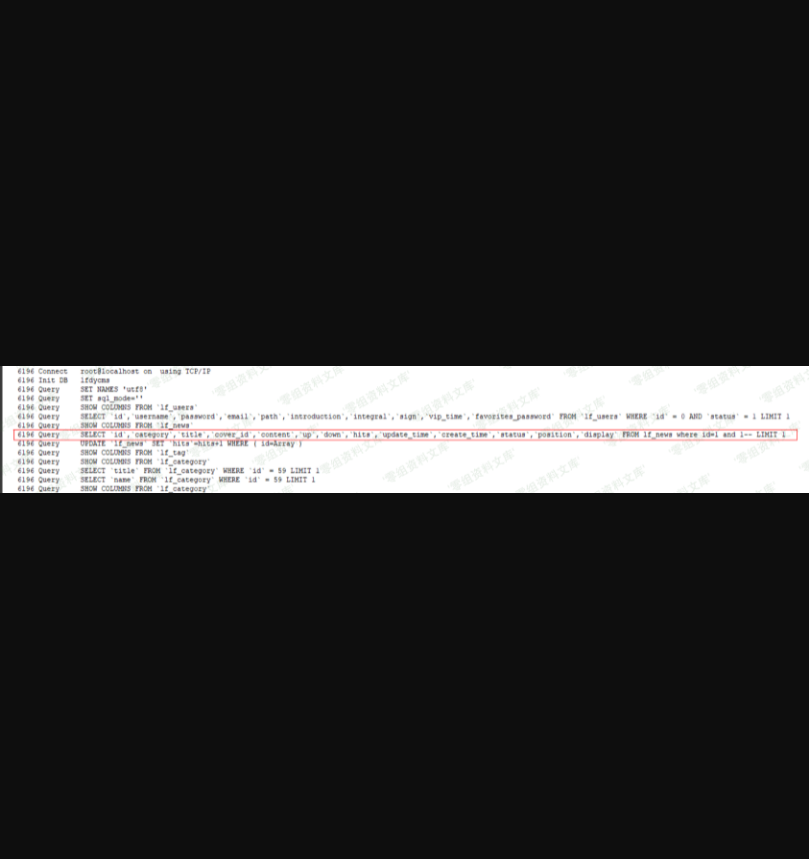 6196 Connect root@localhost on using TCP/IP
6196 Init DB lfdycms
6196 Query SET NAMES 'utf8'
6196 Query SET sql_mode=''
6196 Query SHOW COLUMNS FROM `lf_users`
6196 Query SELECT `id`,`username`,`password`,`email`,`path`,`introduction`,`integral`,`sign`,`vip_time`,`favorites_password` FROM `lf_users` WHERE `id` = 0 AND `status` = 1 LIMIT 1
6196 Query SHOW COLUMNS FROM `lf_news`
6196 Query SELECT `id`,`category`,`title`,`cover_id`,`content`,`up`,`down`,`hits`,`update_time`,`create_time`,`status`,`position`,`display` FROM lf_news where id=1 and 1-- LIMIT 1
6196 Query UPDATE `lf_news` SET `hits`=hits+1 WHERE ( id=Array )
6196 Query SHOW COLUMNS FROM `lf_tag`
6196 Query SHOW COLUMNS FROM `lf_category`
6196 Query SELECT `title` FROM `lf_category` WHERE `id` = 59 LIMIT 1
6196 Query SELECT `name` FROM `lf_category` WHERE `id` = 59 LIMIT 1
6196 Query SHOW COLUMNS FROM `lf_category`
零组资料文库